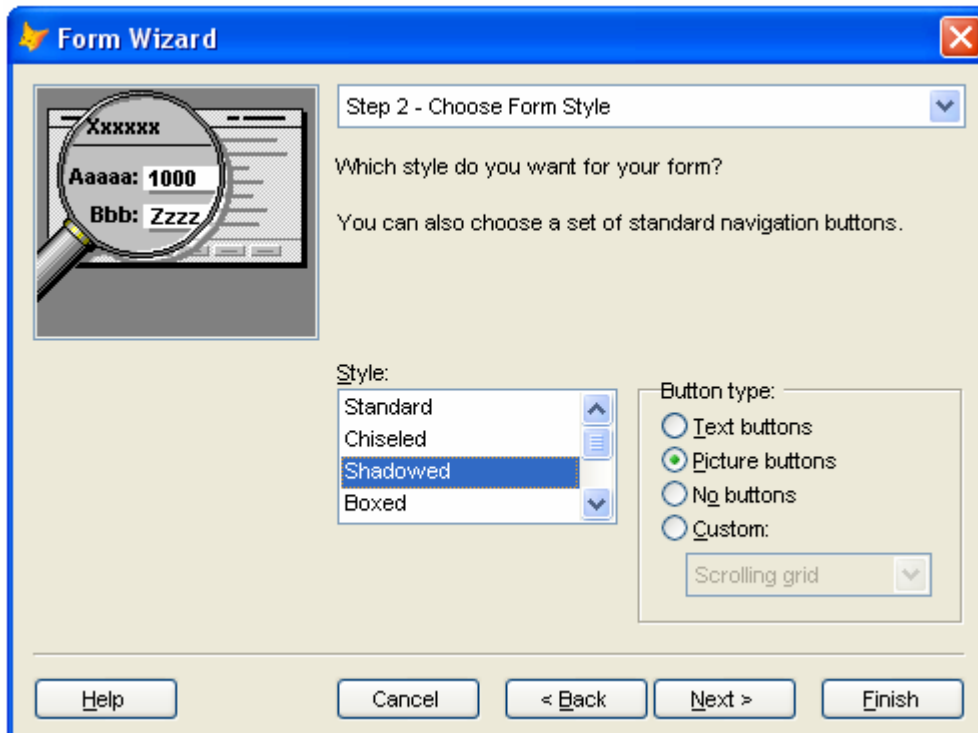 Form Wizard
Step 2 - Choose Form Style
Xxxxxx
Aaaaa: 1000
Bbb: Zzzz
Which style do you want for your form?
You can also choose a set of standard navigation buttons.
Style:
Standard
Chiseled
Shadowed
Boxed
Button type:
Text buttons
Picture buttons
No buttons
Custom:
Scrolling grid
Help
Cancel
< Back
Next >
Finish